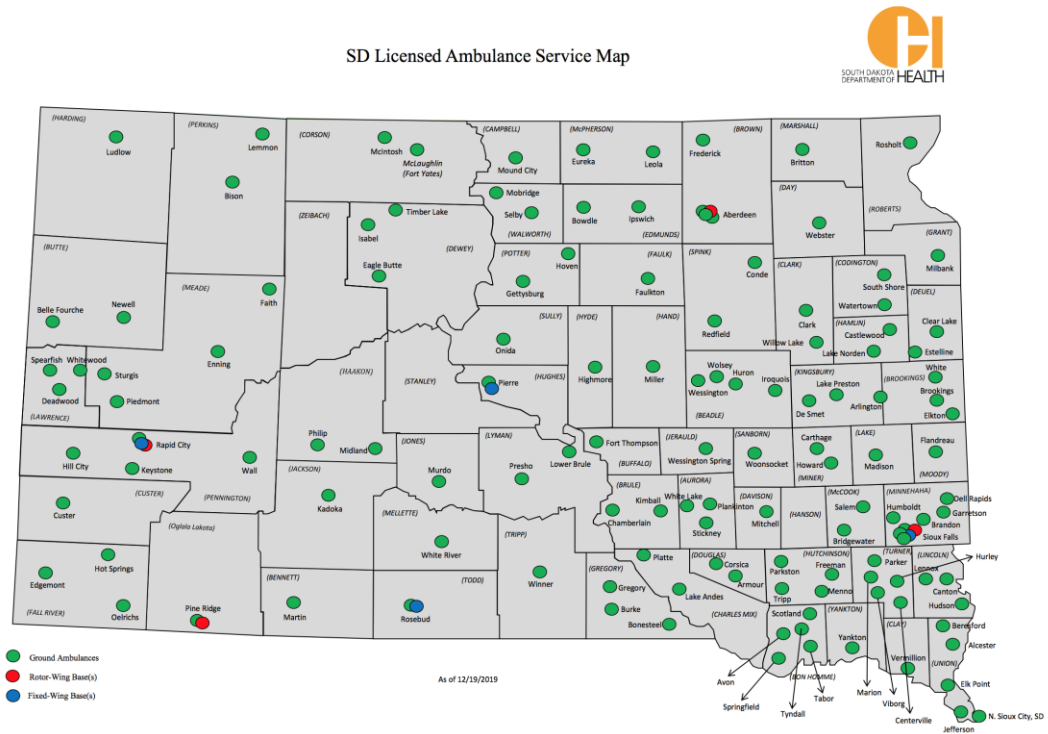 SD Licensed Ambulance Service Map
SOUTH DAKOTA
DEPARTMENT OF HEALTH
(HARDING)
Ludlow
(PERKINS)
Lemmon
Bison
(CORSON)
McIntosh
McLaughlin
(Fort Yates)
(CAMPBELL)
Mound City
(McPHERSON)
Eureka
Leola
(BROWN)
Frederick
Aberdeen
(MARSHALL)
Britton
Rosholt
(ROBERTS)
(DAY)
Webster
(GRANT)
Milbank
(ZEIBACH)
Timber Lake
Isabel
(DEWEY)
Eagle Butte
Mobridge
Selby
(WALWORTH)
Bowdle
Ipswich
(EDMUNDS)
(POTTER)
Hoven
Gettysburg
(FAULK)
Faulkton
(SPINK)
Conde
Redfield
(CLARK)
Clark
Willow Lake
(CODINGTON)
South Shore
Watertown
(HAMLIN)
Castlewood
Lake Norden
(DEUEL)
Clear Lake
Estelline
(BUTTE)
Newell
Belle Fourche
(MEADE)
Faith
Enning
Spearfish
Whitewood
Sturgis
Deadwood
Piedmont
(LAWRENCE)
(HAAKON)
Philip
Midland
(STANLEY)
(SULLY)
Onida
(HUGHES)
Pierre
(HYDE)
Highmore
(HAND)
Miller
Wolsey
Huron
Iroquois
Wessington
(BEADLE)
(KINGSBURY)
Lake Preston
De Smet
Arlington
(BROOKINGS)
White
Brookings
Elkton
Rapid City
Hill City
Keystone
Wall
(PENNINGTON)
(JACKSON)
Kadoka
(JONES)
Murdo
(LYMAN)
Presho
Lower Brule
Fort Thompson
(BUFFALO)
(JERAULD)
Wessington Spring
(SANBORN)
Woonsocket
Carthage
Howard
(MINER)
(LAKE)
Madison
Flandreau
(MOODY)
(CUSTER)
Custer
(Oglala Lakota)
Pine Ridge
Hot Springs
Edgemont
Oelrichs
(FALL RIVER)
(BENNETT)
Martin
(MELLETTE)
White River
(TODD)
Rosebud
(TRIPP)
Winner
(BRULE)
Kimball
Chamberlain
(AURORA)
White Lake
Plankinton
Stickney
(DAVISON)
Mitchell
(HANSON)
(McCOOK)
Salem
Bridgewater
(MINNEHAHA)
Humboldt
Dell Rapids
Garretson
Brandon
Sioux Falls
(GREGORY)
Gregory
Burke
Bonesteel
Platte
Lake Andes
(CHARLES MIX)
(DOUGLAS)
Corsica
Armour
(HUTCHINSON)
Parkston
Freeman
Tripp
Menno
(TURNER)
Parker
Hurley
(LINCOLN)
Lennox
Canton
Hudson
Scotland
(YANKTON)
Yankton
(BON HOMME)
Avon
Springfield
Tyndall
Tabor
Marion
Viborg
Centerville
(CLAY)
Vermillion
Beresford
Alcester
(UNION)
Elk Point
N. Sioux City, SD
Jefferson
Ground Ambulances
Rotor-Wing Base(s)
Fixed-Wing Base(s)
As of 12/19/2019